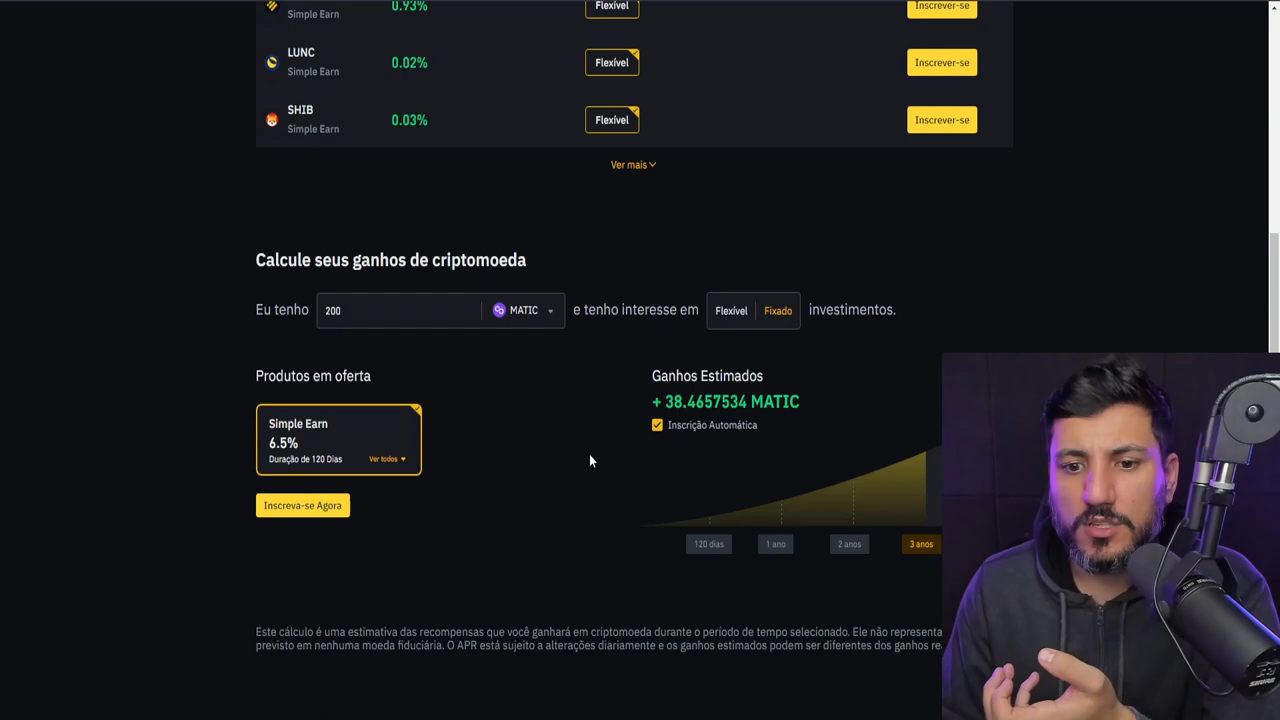 0.93%
Simple Earn
Flexível
Inscrever-se
LUNC
Simple Earn
0.02%
Flexível
Inscrever-se
SHIB
Simple Earn
0.03%
Flexível
Inscrever-se
Ver mais
Calcule seus ganhos de criptomoeda
Eu tenho 200 MATIC e tenho interesse em Flexível Fixado investimentos.
Produtos em oferta
Simple Earn
6.5%
Duração de 120 Dias Ver todos
Inscreva-se Agora
Ganhos Estimados
+ 38.4657534 MATIC
Inscrição Automática
120 dias 1 ano 2 anos 3 anos
Este cálculo é uma estimativa das recompensas que você ganhará em criptomoeda durante o período de tempo selecionado. Ele não representa
previsto em nenhuma moeda fiduciária. O APR está sujeito a alterações diariamente e os ganhos estimados podem ser diferentes dos ganhos